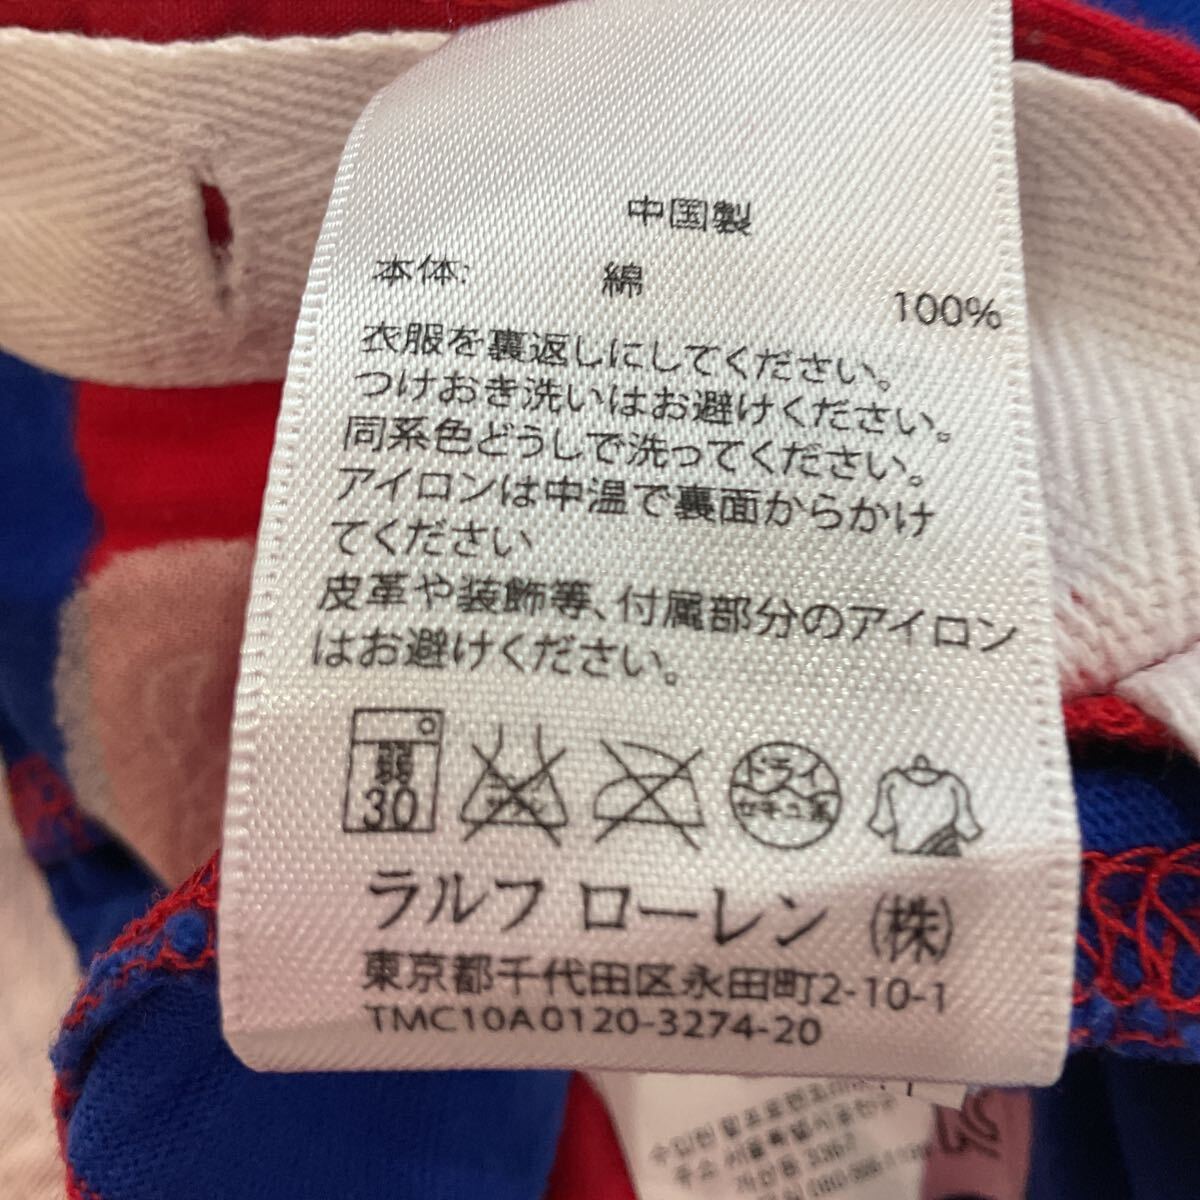 中国製
本体: 綿 100%
衣服を裏返しにしてください。
つけおき洗いはお避けください。
同系色どうしで洗ってください。
アイロンは中温で裏面からかけ
てください
皮革や装飾等、付属部分のアイロン
はお避けください。
弱
30
ドライ
セキユ系
ラルフ ローレン (株)
東京都千代田区永田町2-10-1
TMC10A0120-3274-20